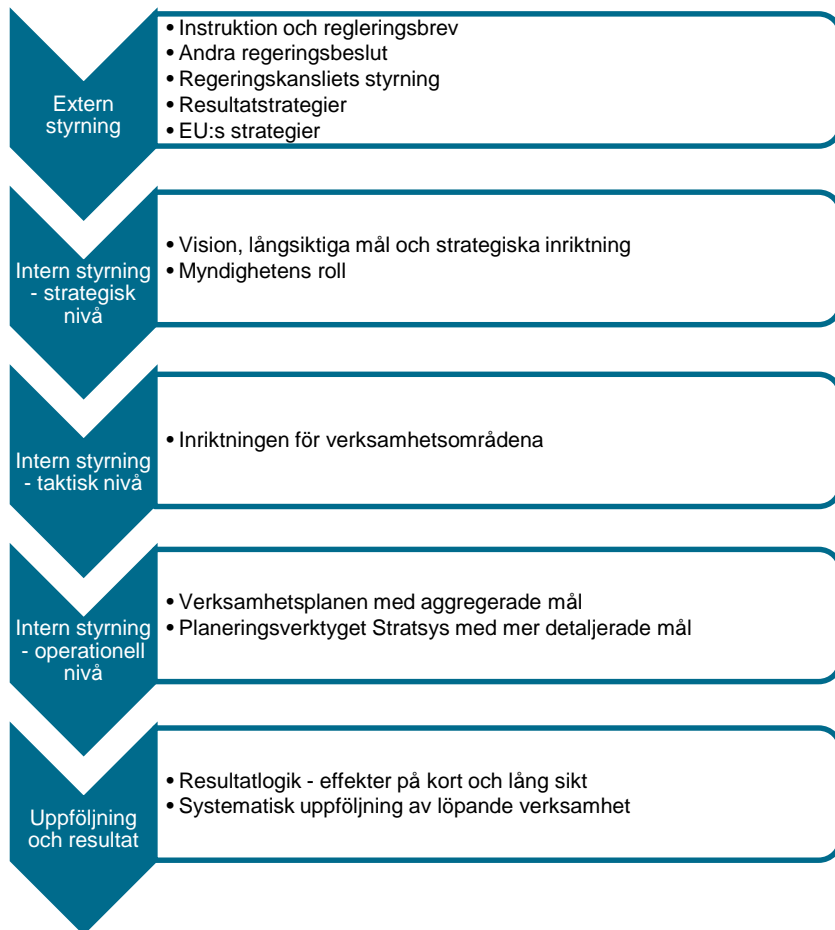 Extern
styrning
• Instruktion och regleringsbrev
• Andra regeringsbeslut
• Regeringskansliets styrning
• Resultatstrategier
• EU:s strategier
Intern styrning
- strategisk
nivå
• Vision, långsiktiga mål och strategiska inriktning
• Myndighetens roll
Intern styrning
- taktisk nivå
• Inriktningen för verksamhetsområdena
Intern styrning
- operationell
nivå
• Verksamhetsplanen med aggregerade mål
• Planeringsverktyget Stratsys med mer detaljerade mål
Uppföljning
och resultat
• Resultatlogik - effekter på kort och lång sikt
• Systematisk uppföljning av löpande verksamhet